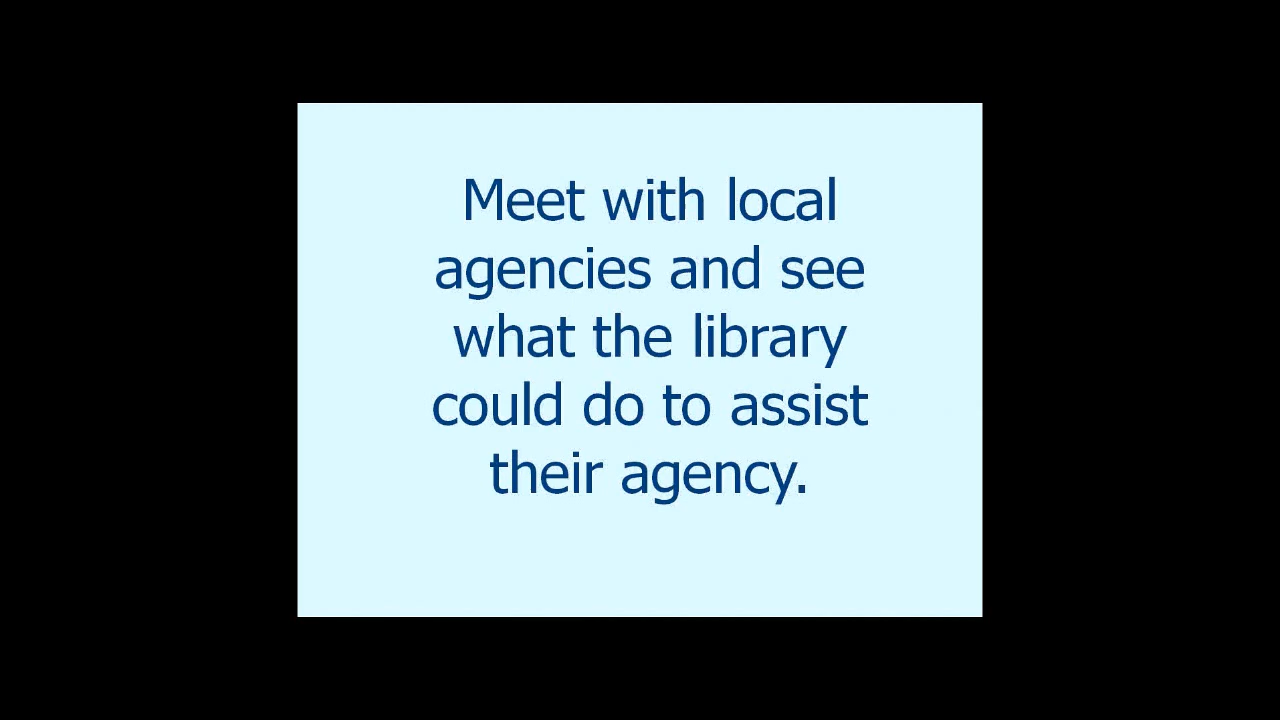 Meet with local
agencies and see
what the library
could do to assist
their agency.